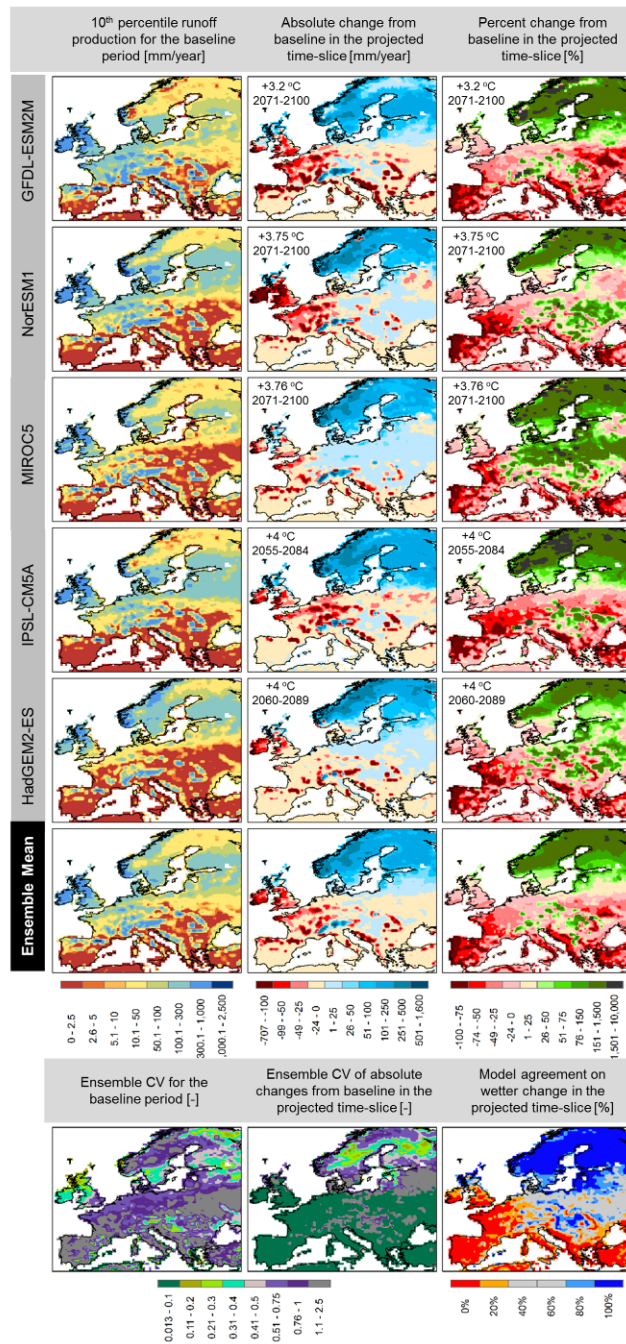 10th percentile runoff
production for the baseline
period [mm/year]
Absolute change from
baseline in the projected
time-slice [mm/year]
Percent change from
baseline in the projected
time-slice [%]
GFDL-ESM2M
+3.2 °C
2071-2100
+3.2 °C
2071-2100
NorESM1
+3.75 °C
2071-2100
+3.75 °C
2071-2100
MIROC5
+3.76 °C
2071-2100
+3.76 °C
2071-2100
IPSL-CM5A
+4 °C
2055-2084
+4 °C
2055-2084
HadGEM2-ES
+4 °C
2060-2089
+4 °C
2060-2089
Ensemble Mean
0 - 2.5
2.6 - 5
5.1 - 10
10.1 - 50
50.1 - 100
100.1 - 300
300.1 - 1,000
,000.1 - 2,500
-707 - -100
-99 - -50
-49 - -25
-24 - 0
1 - 25
26 - 50
51 - 100
101 - 250
251 - 500
501 - 1,600
-100 - -75
-74 - -50
-49 - -25
-24 - 0
1 - 25
26 - 50
51 - 75
76 - 150
151 - 1,500
1,501 - 10,000
Ensemble CV for the
baseline period [-]
Ensemble CV of absolute
changes from baseline in the
projected time-slice [-]
Model agreement on
wetter change in the
projected time-slice [%]
0.013 - 0.1
0.11 - 0.2
0.21 - 0.3
0.31 - 0.4
0.41 - 0.5
0.51 - 0.75
0.76 - 1
1.1 - 2.5
0%
20%
40%
60%
80%
100%